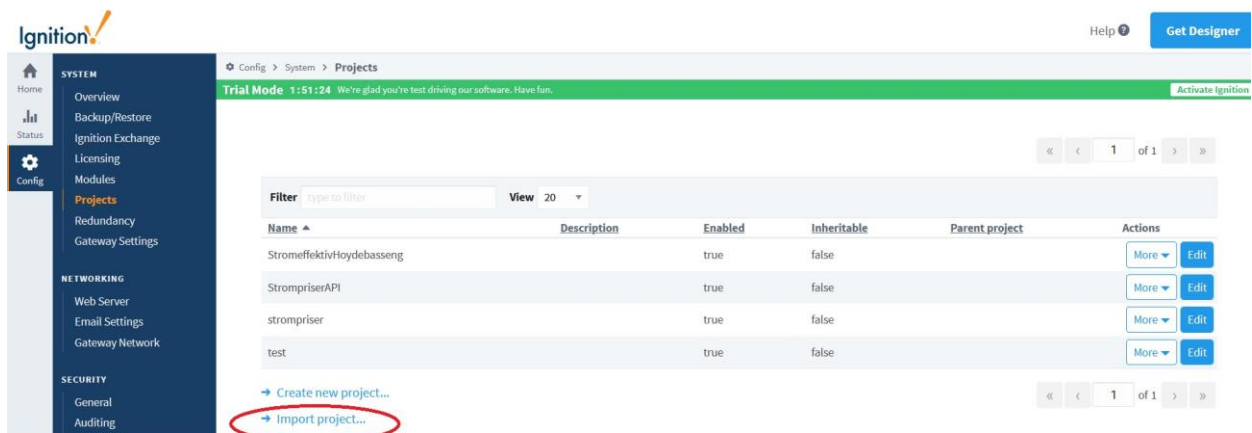 Ignition!
Help ?
Get Designer
Home
Status
Config
SYSTEM
Overview
Backup/Restore
Ignition Exchange
Licensing
Modules
Projects
Redundancy
Gateway Settings
NETWORKING
Web Server
Email Settings
Gateway Network
SECURITY
General
Auditing
Config > System > Projects
Trial Mode 1:51:24 We're glad you're test driving our software. Have fun. Activate Ignition
« ‹ 1 of 1 › »
Filter type to filter View 20
Name Description Enabled Inheritable Parent project Actions
StromeffektivHoydebasseng true false More Edit
StrompriserAPI true false More Edit
strompriser true false More Edit
test true false More Edit
Create new project...
Import project...
« ‹ 1 of 1 › »